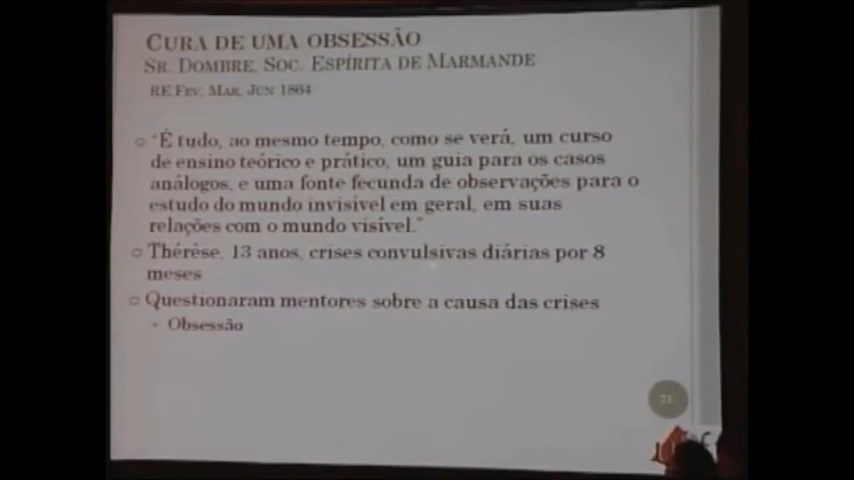 CURA DE UMA OBSESSÃO
SR. DOMBRE, SOC. ESPÍRITA DE MARMANDE
RE.FEV, MAR, JUN 1864
"É tudo, ao mesmo tempo, como se verá, um curso
de ensino teórico e prático, um guia para os casos
análogos, e uma fonte fecunda de observações para o
estudo do mundo invisível em geral, em suas
relações com o mundo visível."
Thérèse, 13 anos, crises convulsivas diárias por 8
meses
Questionaram mentores sobre a causa das crises
Obsessão